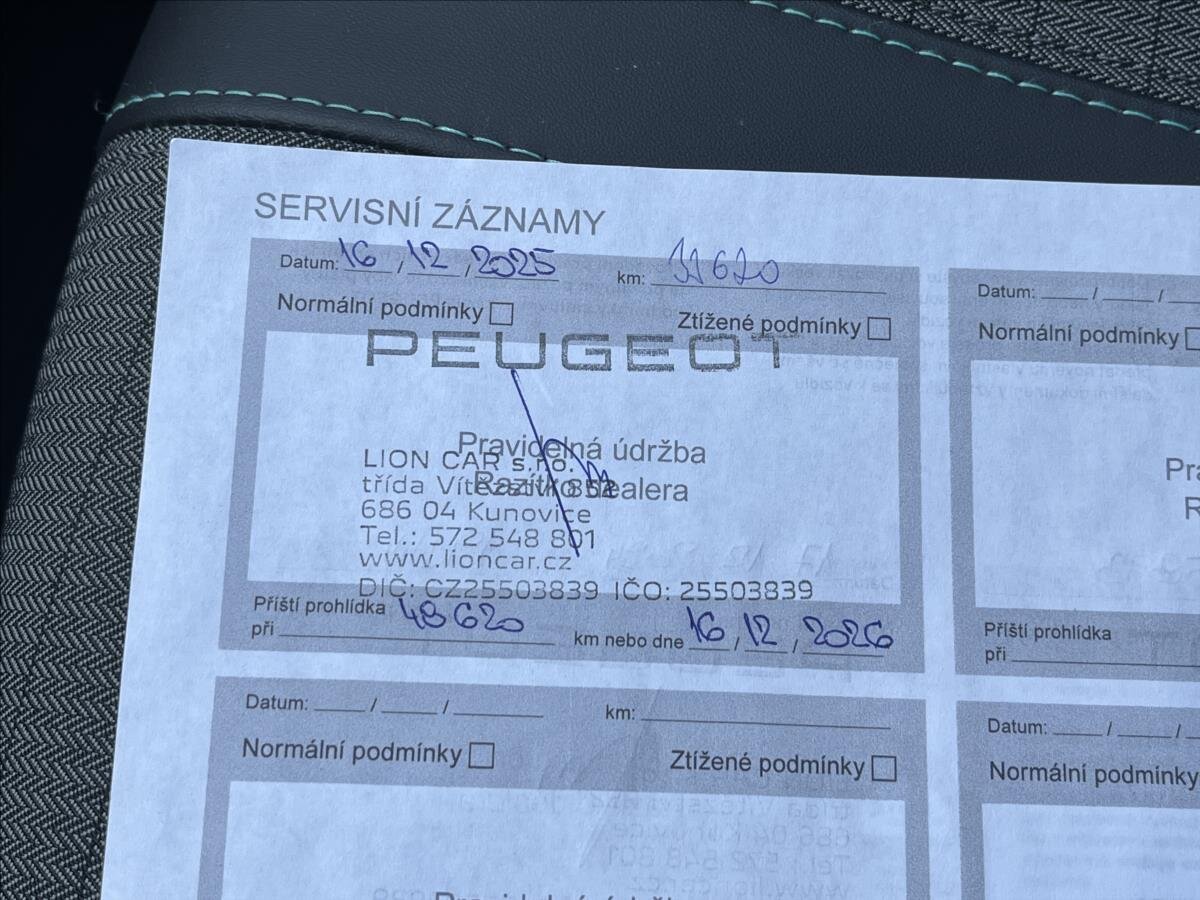 SERVISNÍ ZÁZNAMY
Datum: 16 / 12 / 2025 km: 31620
Normální podmínky Ztížené podmínky
PEUGEOT
Pravidelná údržba
LION CAR s.r.o.
Razítko dealera
třída Vítězství 852
686 04 Kunovice
Tel.: 572 548 801
www.lioncar.cz
DIČ: CZ25503839 IČO: 25503839
Příští prohlídka
při 48620 km nebo dne 16 / 12 / 2026
Datum: / /
Normální podmínky
Příští prohlídka
při
Datum: / / km:
Normální podmínky Ztížené podmínky
Datum: / /
Normální podmínky